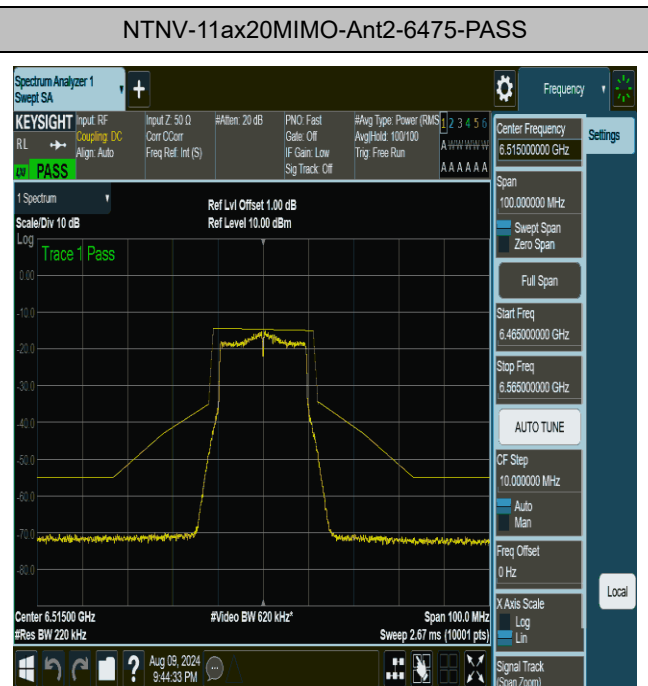 NTNV-11ax20MIMO-Ant2-6475-PASS
Spectrum Analyzer 1
Swept SA
+
Frequency
KEYSIGHT
RL
PASS
Input: RF
Coupling: DC
Align: Auto
Input Z: 50 Ω
Corr CCorr
Freq Ref: Int (S)
#Atten: 20 dB
PNO: Fast
Gate: Off
IF Gain: Low
Sig Track: Off
#Avg Type: Power (RMS
Avg|Hold: 100/100
Trig: Free Run
1 2 3 4 5 6
A W W W W W
A A A A A A
Center Frequency
6.515000000 GHz
Settings
Span
100.000000 MHz
Swept Span
Zero Span
Full Span
Start Freq
6.465000000 GHz
Stop Freq
6.565000000 GHz
AUTO TUNE
CF Step
10.000000 MHz
Auto
Man
Freq Offset
0 Hz
X Axis Scale
Log
Lin
Signal Track
(Span Zoom)
Local
1 Spectrum
Scale/Div 10 dB
Ref Lvl Offset 1.00 dB
Ref Level 10.00 dBm
Log
Trace 1 Pass
0.00
-10.0
-20.0
-30.0
-40.0
-50.0
-60.0
-70.0
-80.0
Center 6.51500 GHz
#Video BW 620 kHz*
Span 100.0 MHz
#Res BW 220 kHz
Sweep 2.67 ms (10001 pts)
?
Aug 09, 2024
9:44:33 PM